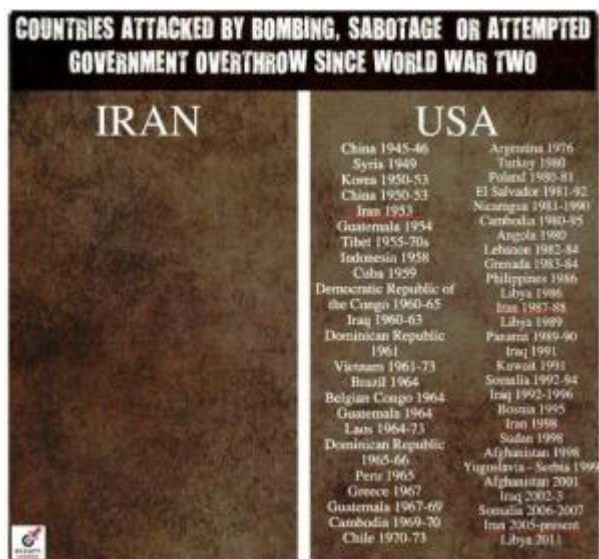 COUNTRIES ATTACKED BY BOMBING, SABOTAGE OR ATTEMPTED
GOVERNMENT OVERTHROW SINCE WORLD WAR TWO
IRAN
USA
China 1945-46
Syria 1949
Korea 1950-53
China 1950-53
Iran 1953
Guatemala 1954
Tibet 1955-70s
Indonesia 1958
Cuba 1959
Democratic Republic of
the Congo 1960-65
Iraq 1960-63
Dominican Republic
1961
Vietnam 1961-73
Brazil 1964
Belgian Congo 1964
Guatemala 1964
Laos 1964-73
Dominican Republic
1965-66
Peru 1965
Greece 1967
Guatemala 1967-69
Cambodia 1969-70
Chile 1970-73
Argentina 1976
Turkey 1980
Poland 1980-81
El Salvador 1981-92
Nicaragua 1981-1990
Cambodia 1980-95
Angola 1980
Lebanon 1982-84
Grenada 1983-84
Philippines 1986
Libya 1986
Iran 1987-88
Libya 1989
Panama 1989-90
Iraq 1991
Kuwait 1991
Somalia 1992-94
Iraq 1992-1996
Bosnia 1995
Iran 1998
Sudan 1998
Afghanistan 1998
Yugoslavia - Serbia 1999
Afghanistan 2001
Iraq 2002-3
Somalia 2006-2007
Iran 2005-present
Libya 2011